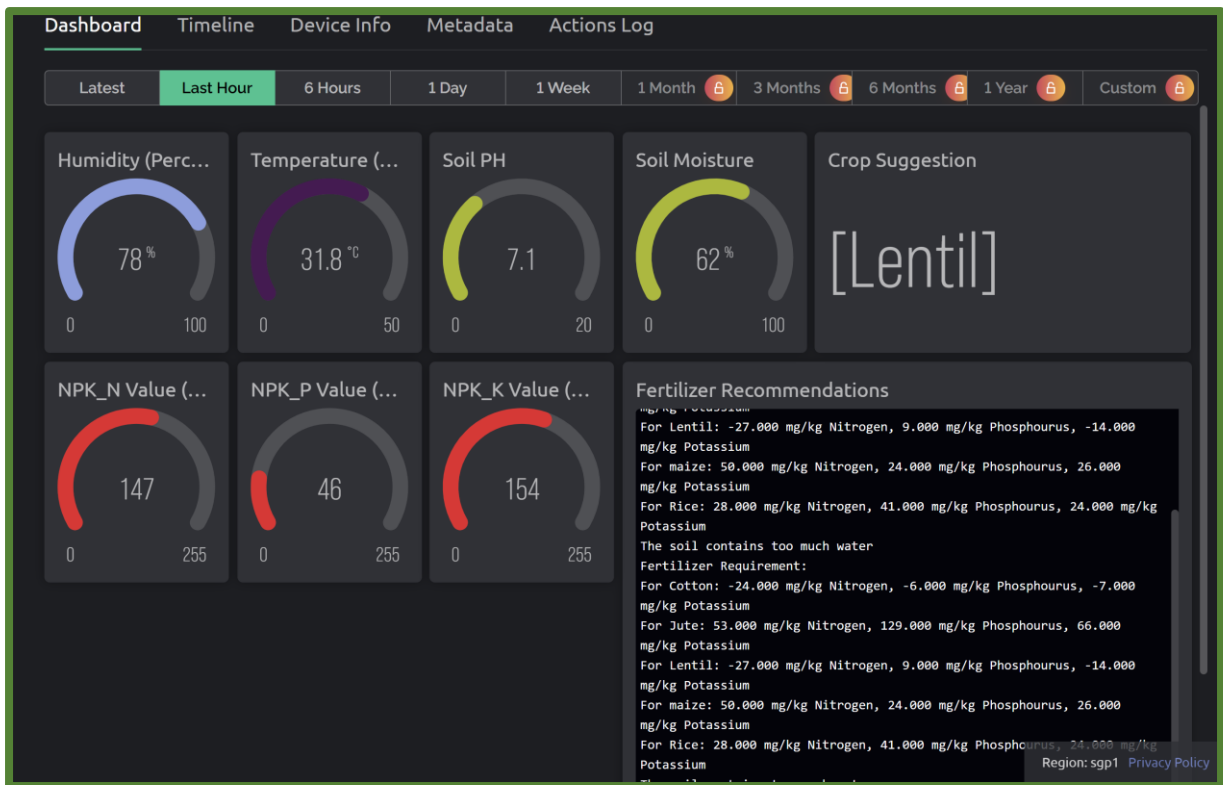 Dashboard Timeline Device Info Metadata Actions Log
Latest Last Hour 6 Hours 1 Day 1 Week 1 Month 3 Months 6 Months 1 Year Custom
Humidity (Perc...
78 %
0 100
Temperature (...
31.8 °C
0 50
Soil PH
7.1
0 20
Soil Moisture
62 %
0 100
Crop Suggestion
[Lentil]
NPK_N Value (...
147
0 255
NPK_P Value (...
46
0 255
NPK_K Value (...
154
0 255
Fertilizer Recommendations
mg/kg Potassium
For Lentil: -27.000 mg/kg Nitrogen, 9.000 mg/kg Phosphourus, -14.000
mg/kg Potassium
For maize: 50.000 mg/kg Nitrogen, 24.000 mg/kg Phosphourus, 26.000
mg/kg Potassium
For Rice: 28.000 mg/kg Nitrogen, 41.000 mg/kg Phosphourus, 24.000 mg/kg
Potassium
The soil contains too much water
Fertilizer Requirement:
For Cotton: -24.000 mg/kg Nitrogen, -6.000 mg/kg Phosphourus, -7.000
mg/kg Potassium
For Jute: 53.000 mg/kg Nitrogen, 129.000 mg/kg Phosphourus, 66.000
mg/kg Potassium
For Lentil: -27.000 mg/kg Nitrogen, 9.000 mg/kg Phosphourus, -14.000
mg/kg Potassium
For maize: 50.000 mg/kg Nitrogen, 24.000 mg/kg Phosphourus, 26.000
mg/kg Potassium
For Rice: 28.000 mg/kg Nitrogen, 41.000 mg/kg Phosphourus, 24.000 mg/kg
Potassium
Region: sgp1 Privacy Policy